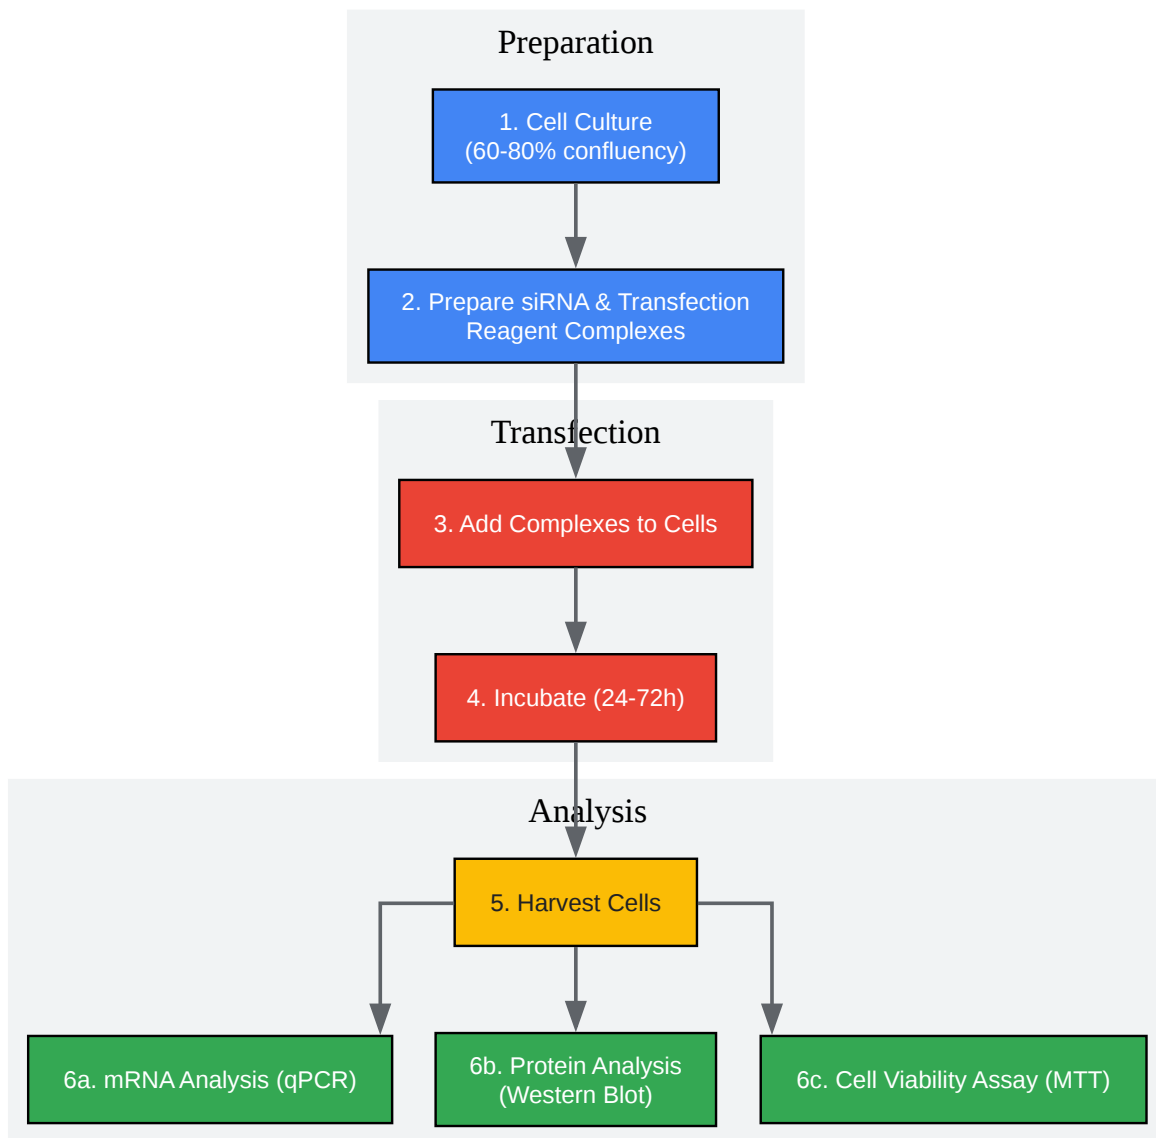 Preparation
1. Cell Culture
(60-80% confluency)
2. Prepare siRNA & Transfection
Reagent Complexes
Transfection
3. Add Complexes to Cells
4. Incubate (24-72h)
Analysis
5. Harvest Cells
6a. mRNA Analysis (qPCR)
6b. Protein Analysis
(Western Blot)
6c. Cell Viability Assay (MTT)